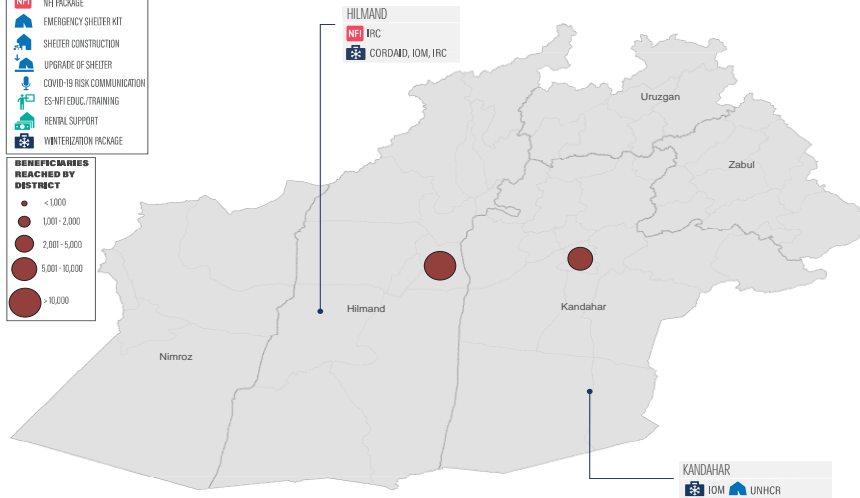 NFI NFI PACKAGE
EMERGENCY SHELTER KIT
SHELTER CONSTRUCTION
UPGRADE OF SHELTER
COVID-19 RISK COMMUNICATION
ES-NFI EDUC./TRAINING
RENTAL SUPPORT
WINTERIZATION PACKAGE
BENEFICIARIES
REACHED BY
DISTRICT
< 1,000
1,001 - 2,000
2,001 - 5,000
5,001 - 10,000
> 10,000
HILMAND
NFI IRC
CORDAID, IOM, IRC
Uruzgan
Zabul
Hilmand
Kandahar
Nimroz
KANDAHAR
IOM UNHCR